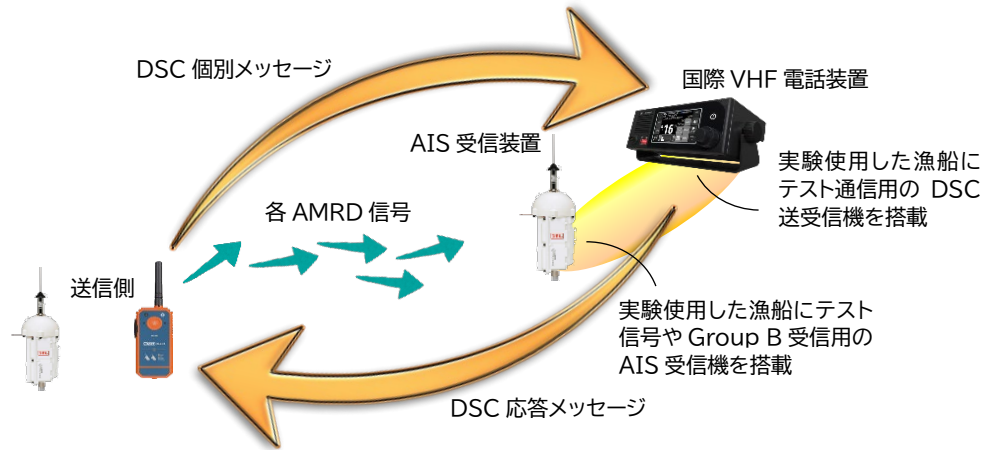 DSC 個別メッセージ
国際 VHF 電話装置
AIS 受信装置
16
実験使用した漁船に
テスト通信用の DSC
送受信機を搭載
各 AMRD 信号
送信側
実験使用した漁船にテスト
信号や Group B 受信用の
AIS 受信機を搭載
DSC 応答メッセージ